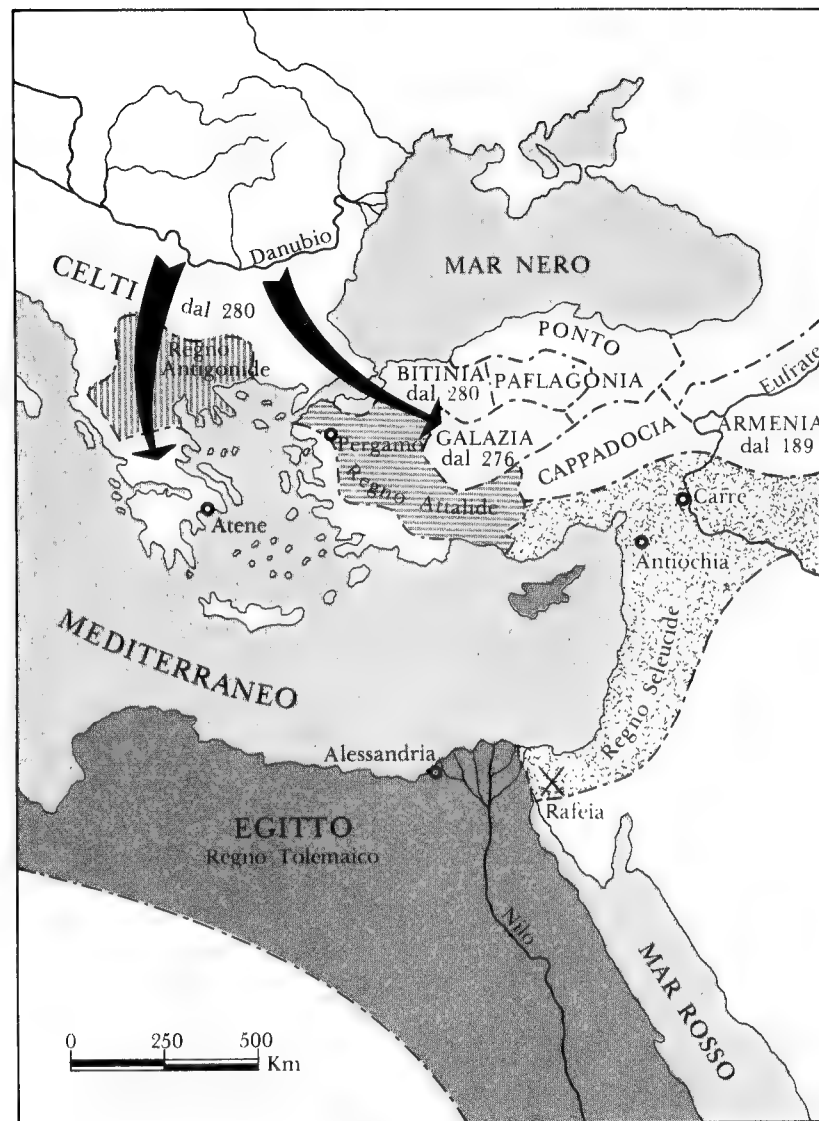 Danubio
CELTI
dal 280
MAR NERO
Regno
Antigonide
PONTO
BITINIA
dal 280
PAFLAGONIA
Eufrate
Pergamo
GALAZIA
dal 276
CAPPADOCIA
ARMENIA
dal 189
Regno Attalide
Carre
Atene
Antiochia
MEDITERRANEO
Regno Seleucide
Alessandria
Rafeia
EGITTO
Regno Tolemaico
Nilo
MAR ROSSO
0 250 500
Km